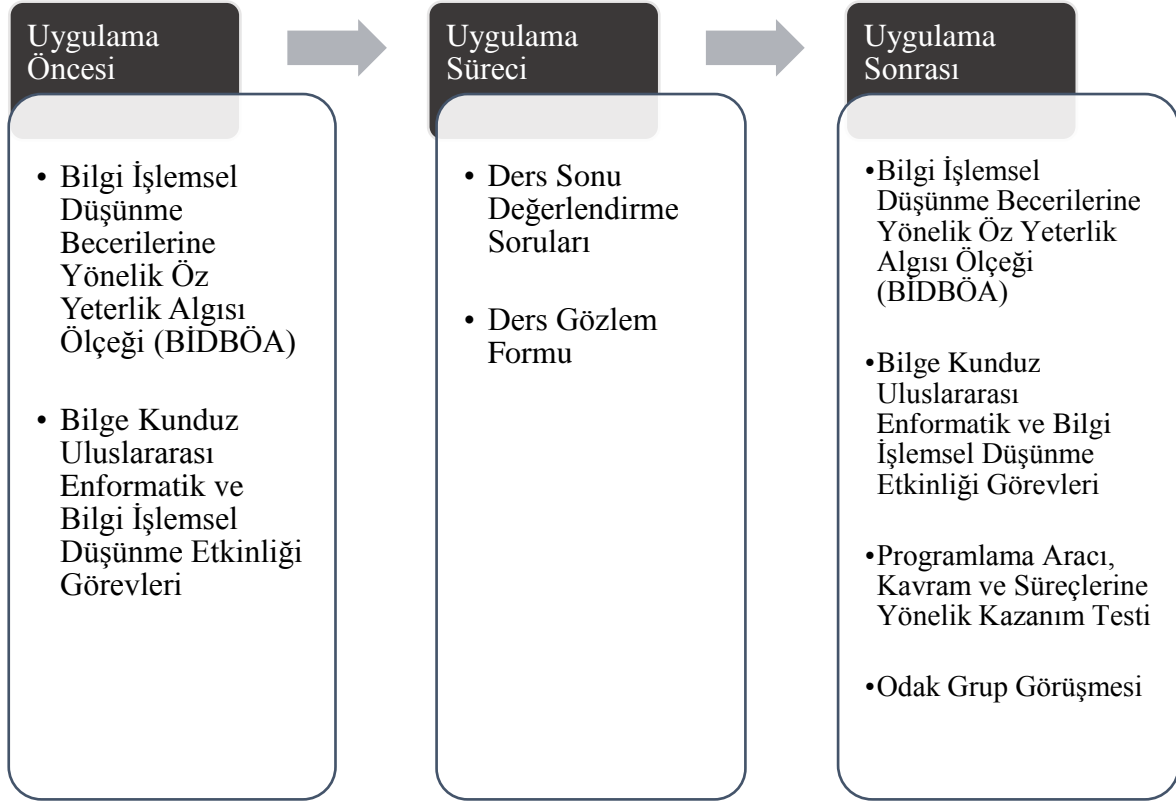 Uygulama
Öncesi
• Bilgi İşlemsel
Düşünme
Becerilerine
Yönelik Öz
Yeterlik Algısı
Ölçeği (BİDBÖA)
• Bilge Kunduz
Uluslararası
Enformatik ve
Bilgi İşlemsel
Düşünme Etkinliği
Görevleri
Uygulama
Süreci
• Ders Sonu
Değerlendirme
Soruları
• Ders Gözlem
Formu
Uygulama
Sonrası
•Bilgi İşlemsel
Düşünme Becerilerine
Yönelik Öz Yeterlik
Algısı Ölçeği
(BİDBÖA)
•Bilge Kunduz
Uluslararası
Enformatik ve Bilgi
İşlemsel Düşünme
Etkinliği Görevleri
•Programlama Aracı,
Kavram ve Süreçlerine
Yönelik Kazanım Testi
•Odak Grup Görüşmesi